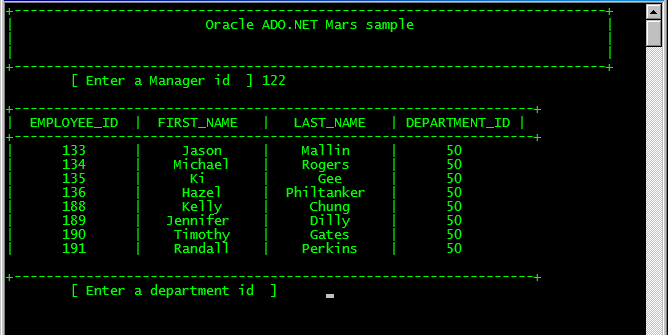 Oracle ADO.NET Mars sample
[ Enter a Manager id ] 122
| EMPLOYEE_ID | FIRST_NAME | LAST_NAME | DEPARTMENT_ID |
| 133 | Jason | Mallin | 50
| 134 | Michael | Rogers | 50
| 135 | Ki | Gee | 50
| 136 | Hazel | Philtanker | 50
| 188 | Kelly | Chung | 50
| 189 | Jennifer | Dilly | 50
| 190 | Timothy | Gates | 50
| 191 | Randall | Perkins | 50
[ Enter a department id ]